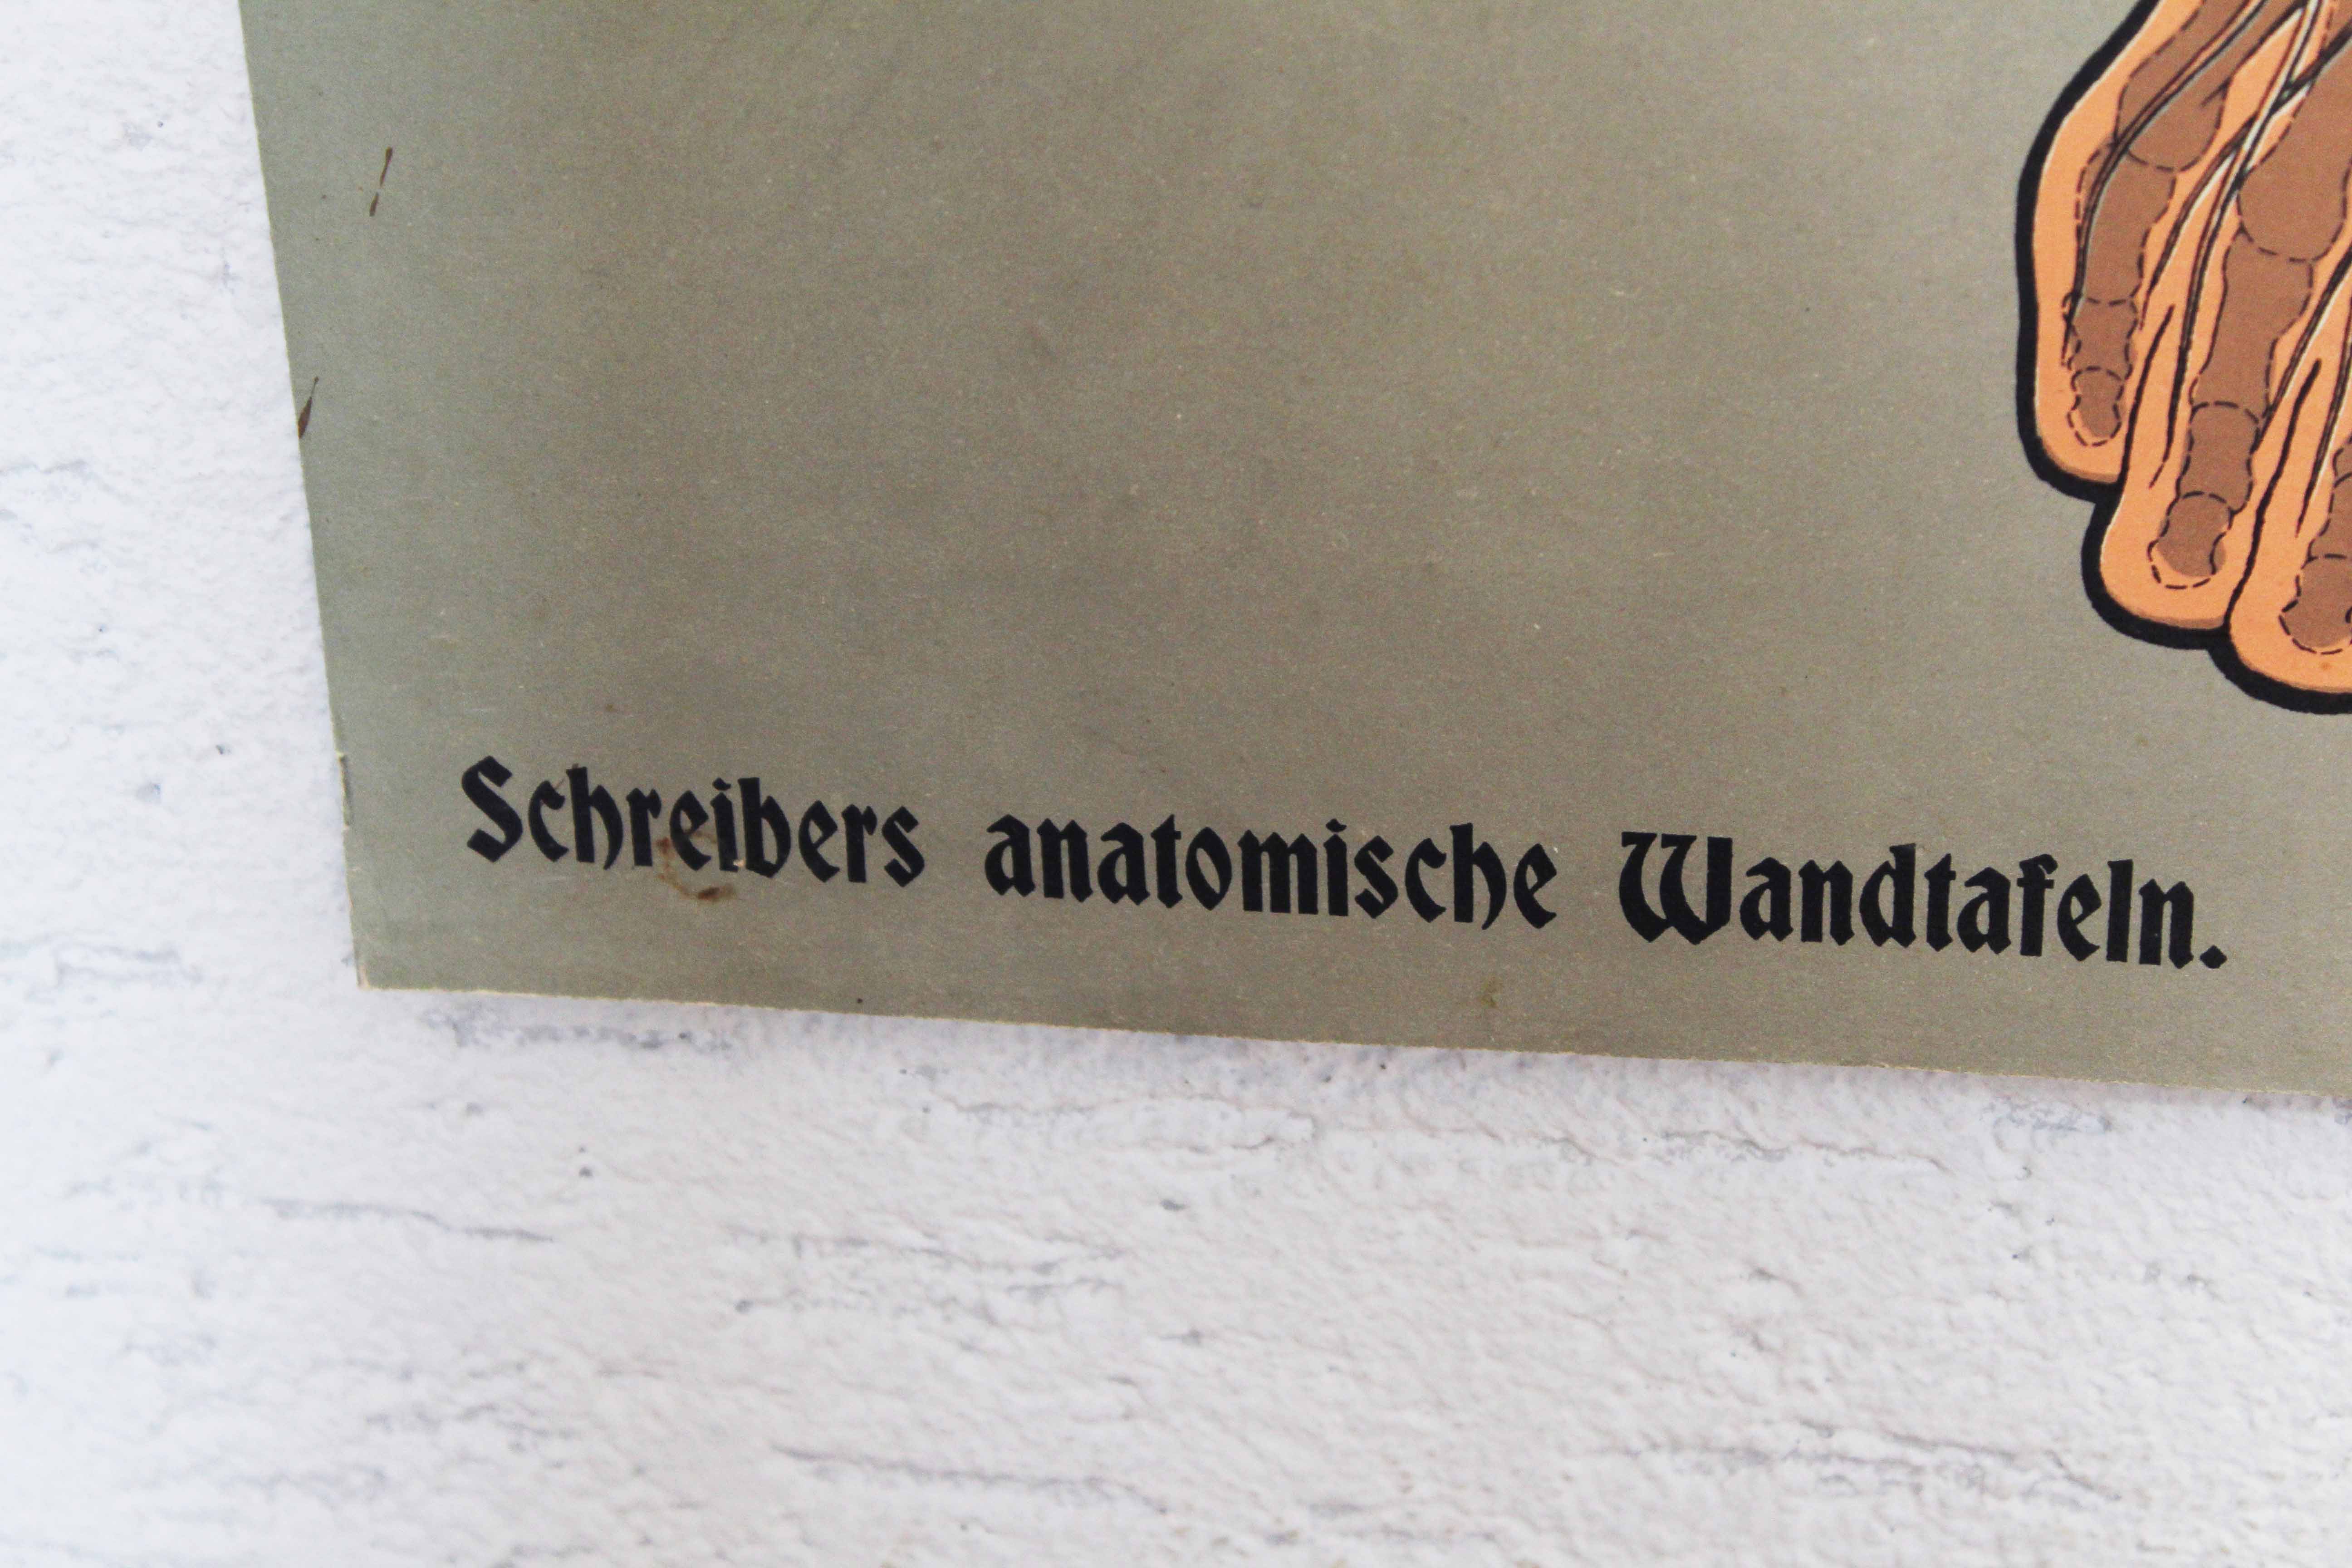 Schreibers anatomische Wandtafeln.